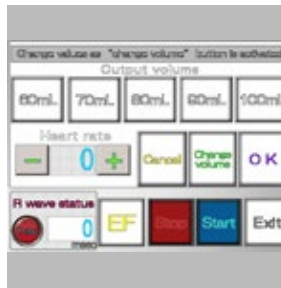 Change values as "change volume" button is activated
Output volume
60mL 70mL 80mL 90mL 100mL
Heart rate
− 0 + Cancel Change volume OK
R wave status
0 EF Stop Start Exit
msec